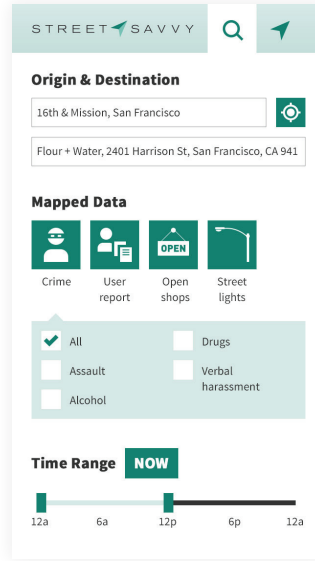 STREET SAVVY
Origin & Destination
16th & Mission, San Francisco
Flour + Water, 2401 Harrison St, San Francisco, CA 941
Mapped Data
OPEN
Crime
User
report
Open
shops
Street
lights
All
Drugs
Assault
Verbal
harassment
Alcohol
Time Range NOW
12a 6a 12p 6p 12a